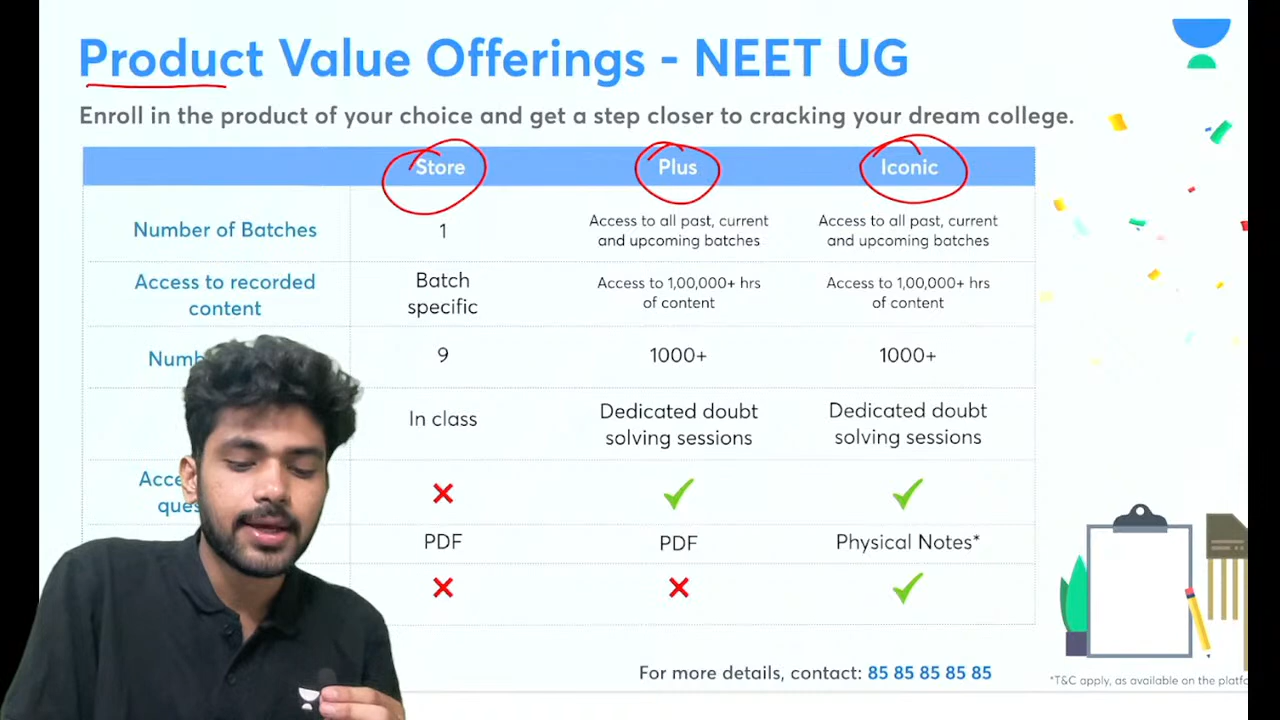 Product Value Offerings - NEET UG
Enroll in the product of your choice and get a step closer to cracking your dream college.
Store Plus Iconic
Number of Batches 1 Access to all past, current and upcoming batches Access to all past, current and upcoming batches
Access to recorded content Batch specific Access to 1,00,000+ hrs of content Access to 1,00,000+ hrs of content
9 1000+ 1000+
In class Dedicated doubt solving sessions Dedicated doubt solving sessions
PDF PDF Physical Notes*
For more details, contact: 85 85 85 85 85
*T&C apply, as available on the